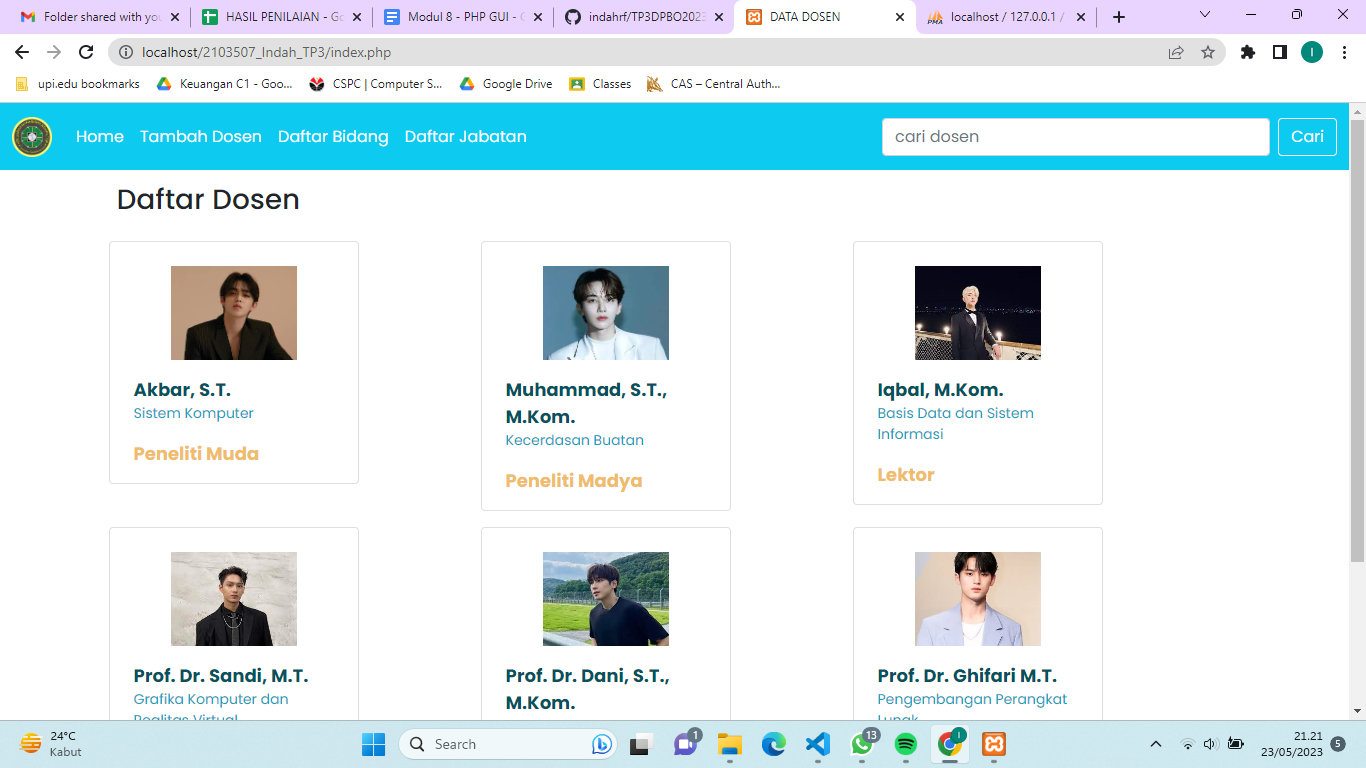 Folder shared with you
HASIL PENILAIAN - Go
Modul 8 - PHP GUI - G
indahrf/TP3DPBO2023
DATA DOSEN
localhost / 127.0.0.1 /
localhost/2103507_Indah_TP3/index.php
I
upi.edu bookmarks
Keuangan C1 - Goo...
CSPC | Computer S...
Google Drive
Classes
CAS – Central Auth...
Home
Tambah Dosen
Daftar Bidang
Daftar Jabatan
cari dosen
Cari
Daftar Dosen
Akbar, S.T.
Sistem Komputer
Peneliti Muda
Muhammad, S.T.,
M.Kom.
Kecerdasan Buatan
Peneliti Madya
Iqbal, M.Kom.
Basis Data dan Sistem
Informasi
Lektor
Prof. Dr. Sandi, M.T.
Grafika Komputer dan
Realitas Virtual
Prof. Dr. Dani, S.T.,
M.Kom.
Prof. Dr. Ghifari M.T.
Pengembangan Perangkat
Lunak
24°C
Kabut
Search
1
13
I
21.21
23/05/2023
5